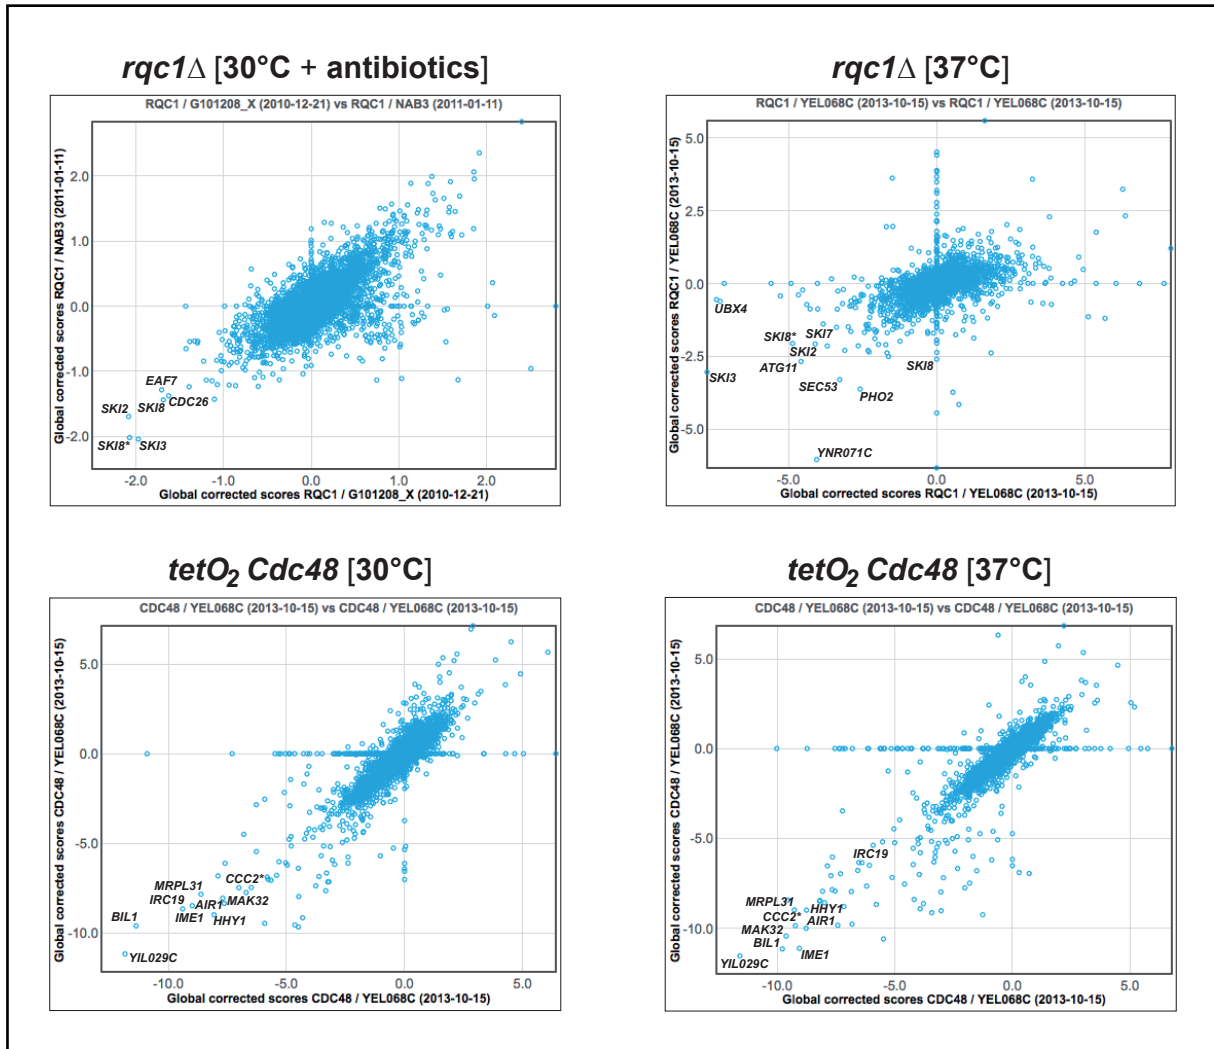 rqc1Δ [30°C + antibiotics]
RQC1 / G101208_X (2010-12-21) vs RQC1 / NAB3 (2011-01-11)
Global corrected scores RQC1 / NAB3 (2011-01-11)
2.0
1.0
0.0
-1.0
-2.0
EAF7
SKI2
SKI8
CDC26
SKI8*
SKI3
-2.0
-1.0
0.0
1.0
2.0
Global corrected scores RQC1 / G101208_X (2010-12-21)
rqc1Δ [37°C]
RQC1 / YEL068C (2013-10-15) vs RQC1 / YEL068C (2013-10-15)
Global corrected scores RQC1 / YEL068C (2013-10-15)
5.0
2.5
0.0
-2.5
-5.0
UBX4
SKI8*
SKI7
SKI2
SKI3
ATG11
SKI8
SEC53
PHO2
YNR071C
-5.0
0.0
5.0
Global corrected scores RQC1 / YEL068C (2013-10-15)
tetO2 Cdc48 [30°C]
CDC48 / YEL068C (2013-10-15) vs CDC48 / YEL068C (2013-10-15)
Global corrected scores CDC48 / YEL068C (2013-10-15)
5.0
0.0
-5.0
-10.0
CCC2*
MRPL31
IRC19
AIR1
MAK32
BIL1
IME1
HHY1
YIL029C
-10.0
-5.0
0.0
5.0
Global corrected scores CDC48 / YEL068C (2013-10-15)
tetO2 Cdc48 [37°C]
CDC48 / YEL068C (2013-10-15) vs CDC48 / YEL068C (2013-10-15)
Global corrected scores CDC48 / YEL068C (2013-10-15)
5.0
0.0
-5.0
-10.0
IRC19
MRPL31
HHY1
CCC2*
AIR1
MAK32
BIL1
IME1
YIL029C
-10.0
-5.0
0.0
5.0
Global corrected scores CDC48 / YEL068C (2013-10-15)